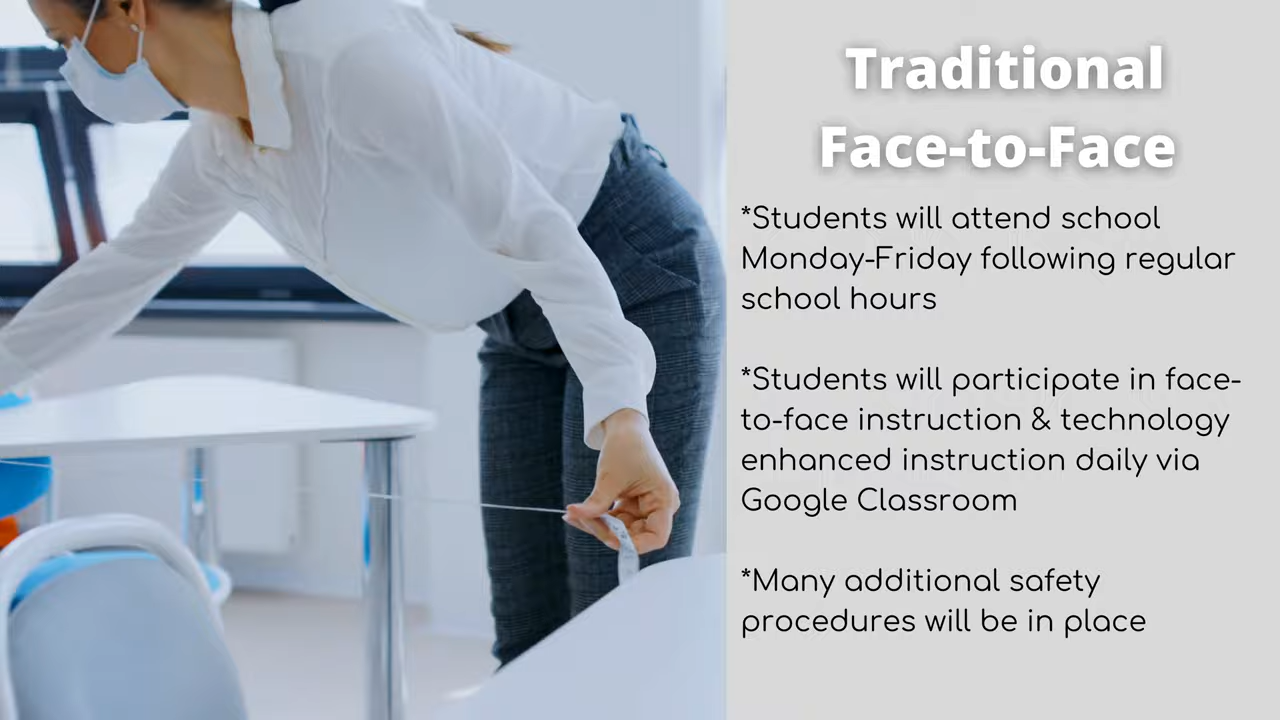 Traditional
Face-to-Face
*Students will attend school
Monday-Friday following regular
school hours
*Students will participate in face-
to-face instruction & technology
enhanced instruction daily via
Google Classroom
*Many additional safety
procedures will be in place